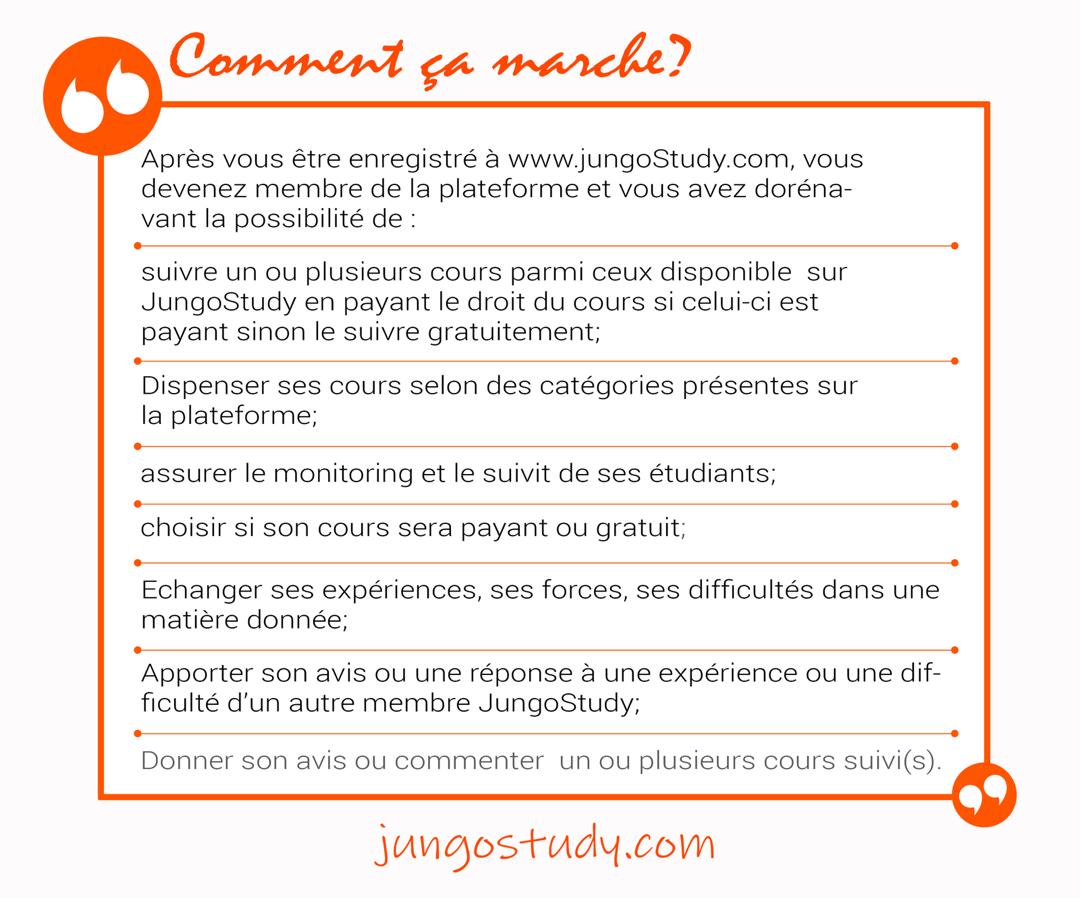 Comment ça marche?
Après vous être enregistré à www.jungoStudy.com, vous
devenez membre de la plateforme et vous avez doréna-
vant la possibilité de :
suivre un ou plusieurs cours parmi ceux disponible  sur
JungoStudy en payant le droit du cours si celui-ci est
payant sinon le suivre gratuitement;
Dispenser ses cours selon des catégories présentes sur
la plateforme;
assurer le monitoring et le suivit de ses étudiants;
choisir si son cours sera payant ou gratuit;
Echanger ses expériences, ses forces, ses difficultés dans une
matière donnée;
Apporter son avis ou une réponse à une expérience ou une dif-
ficulté d’un autre membre JungoStudy;
Donner son avis ou commenter  un ou plusieurs cours suivi(s).
jungostudy.com